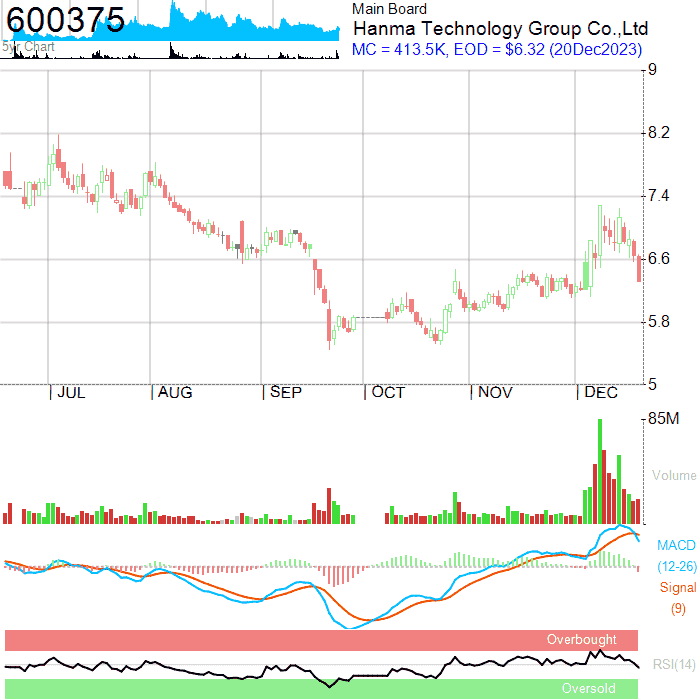 600375
5yr Chart
Main Board
Hanma Technology Group Co.,Ltd
MC = 413.5K, EOD = $6.32 (20Dec2023)
9
8.2
7.4
6.6
5.8
5
JUL AUG SEP OCT NOV DEC
85M
Volume
MACD
(12-26)
Signal
(9)
Overbought
RSI(14)
Oversold